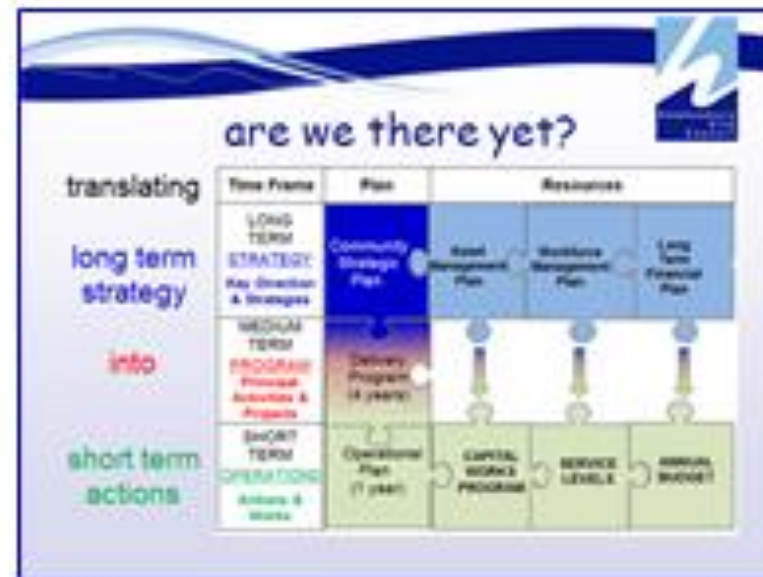 are we there yet?
translating
long term
strategy
into
short term
actions
Time Frame Plan Resources
LONG
TERM
STRATEGY
Key Direction
& Strategies
Community
Strategic
Plan
Asset
Management
Plan
Workforce
Management
Plan
Long
Term
Financial
Plan
MEDIUM
TERM
PROGRAM
Principal
Activities &
Projects
Delivery
Program
(4 years)
SHORT
TERM
OPERATIONS
Actions &
Works
Operational
Plan
(1 year)
CAPITAL
WORKS
PROGRAM
SERVICE
LEVELS
ANNUAL
BUDGET